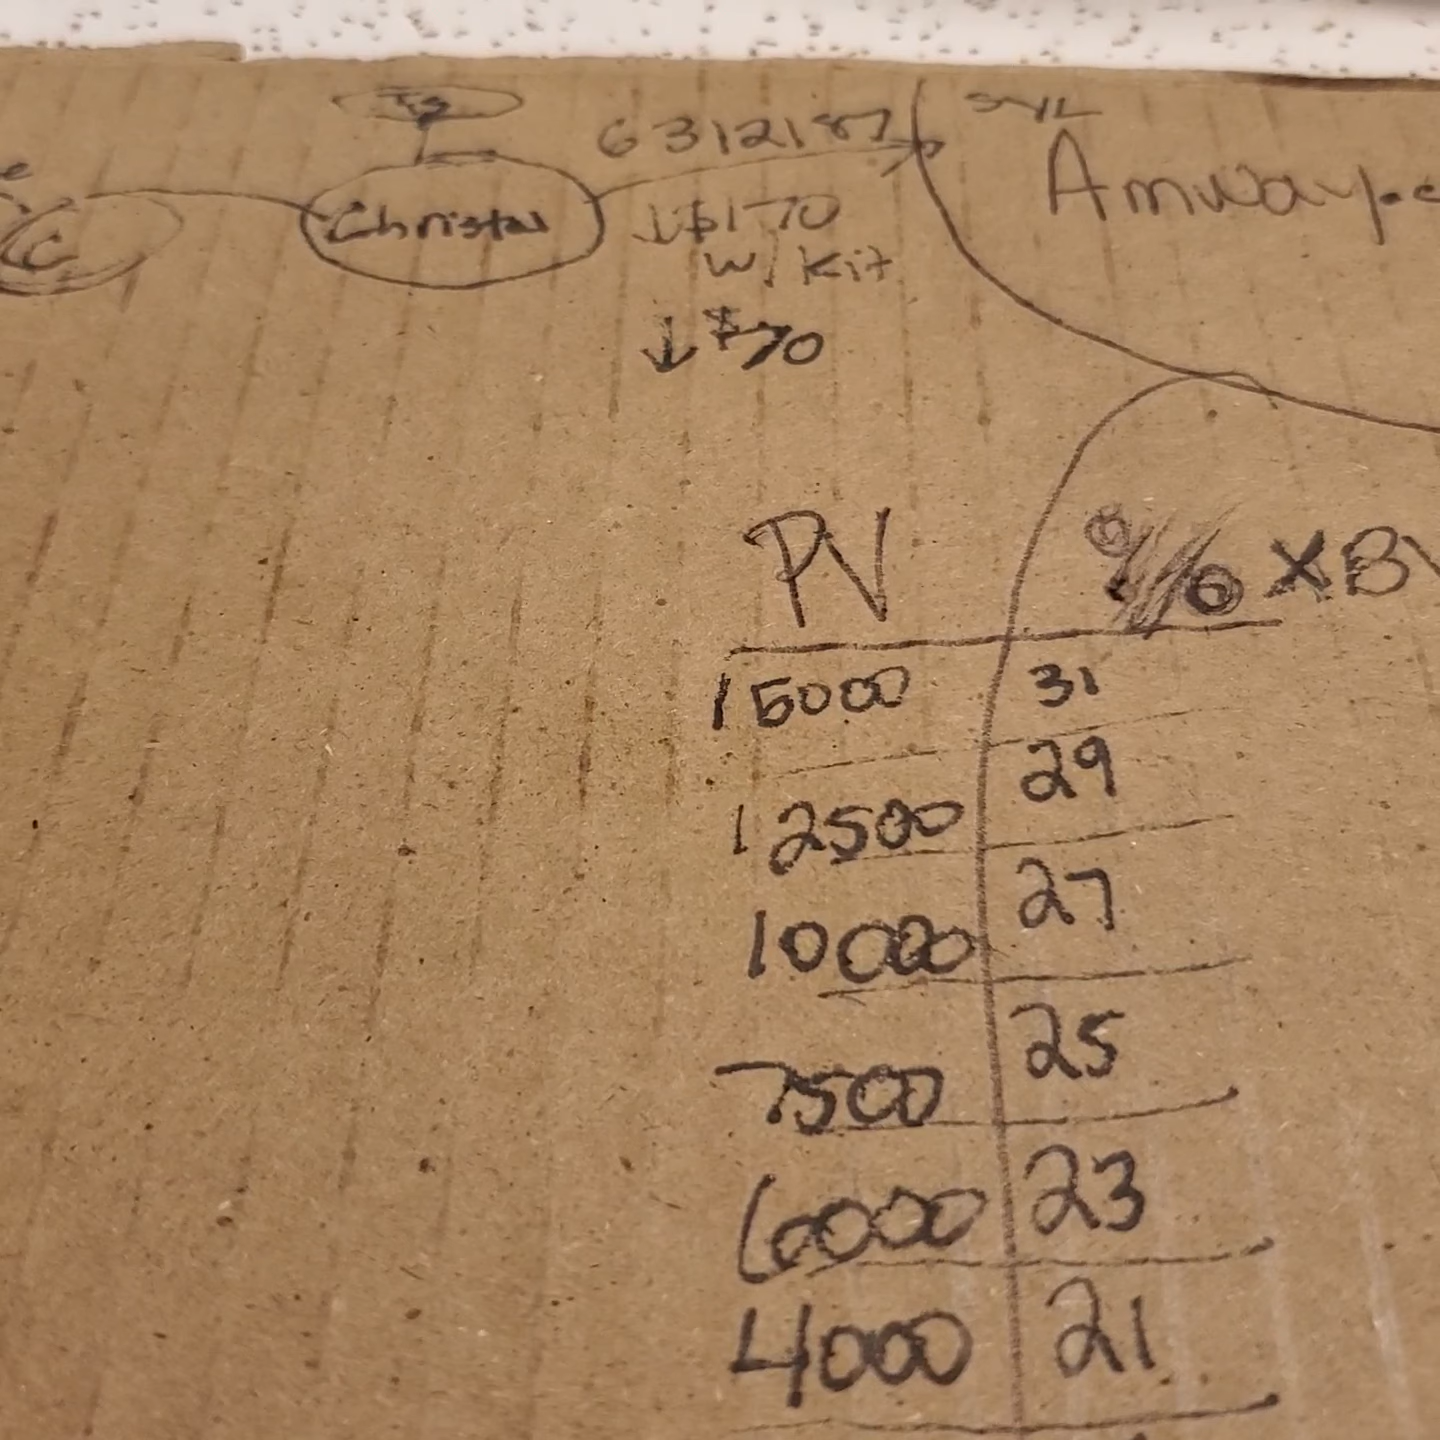 6312187
Christal
↓$170
w/ Kit
↓$70
Amway.c
PV % X BV
15000 31
12500 29
10000 27
7500 25
6000 23
4000 21